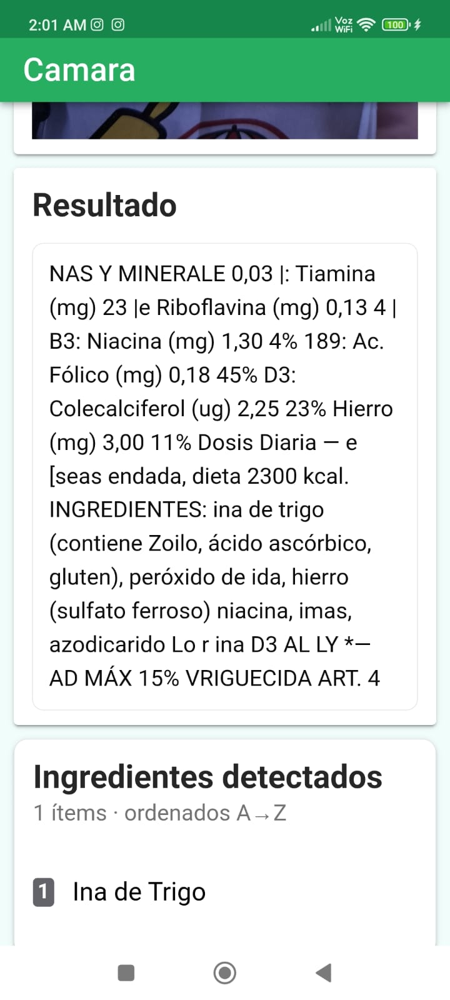 2:01 AM
Voz WiFi
100
Camara
Resultado
NAS Y MINERALE 0,03 |: Tiamina
(mg) 23 |e Riboflavina (mg) 0,13 4 |
B3: Niacina (mg) 1,30 4% 189: Ac.
Fólico (mg) 0,18 45% D3:
Colecalciferol (ug) 2,25 23% Hierro
(mg) 3,00 11% Dosis Diaria — e
[seas endada, dieta 2300 kcal.
INGREDIENTES: ina de trigo
(contiene Zoilo, ácido ascórbico,
gluten), peróxido de ida, hierro
(sulfato ferroso) niacina, imas,
azodicarido Lo r ina D3 AL LY *—
AD MÁX 15% VRIGUECIDA ART. 4
Ingredientes detectados
1 ítems · ordenados A→Z
1 Ina de Trigo